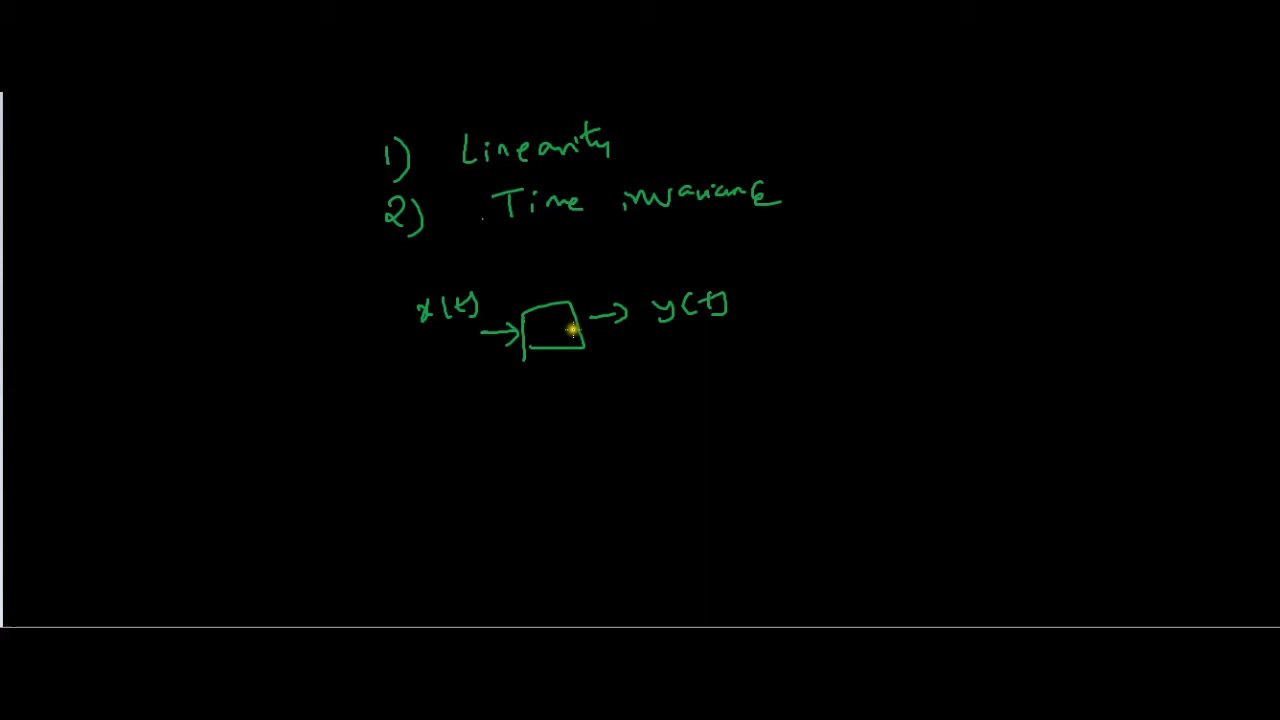 1) Linearity
2) Time invariance
x(t) → → y(t)